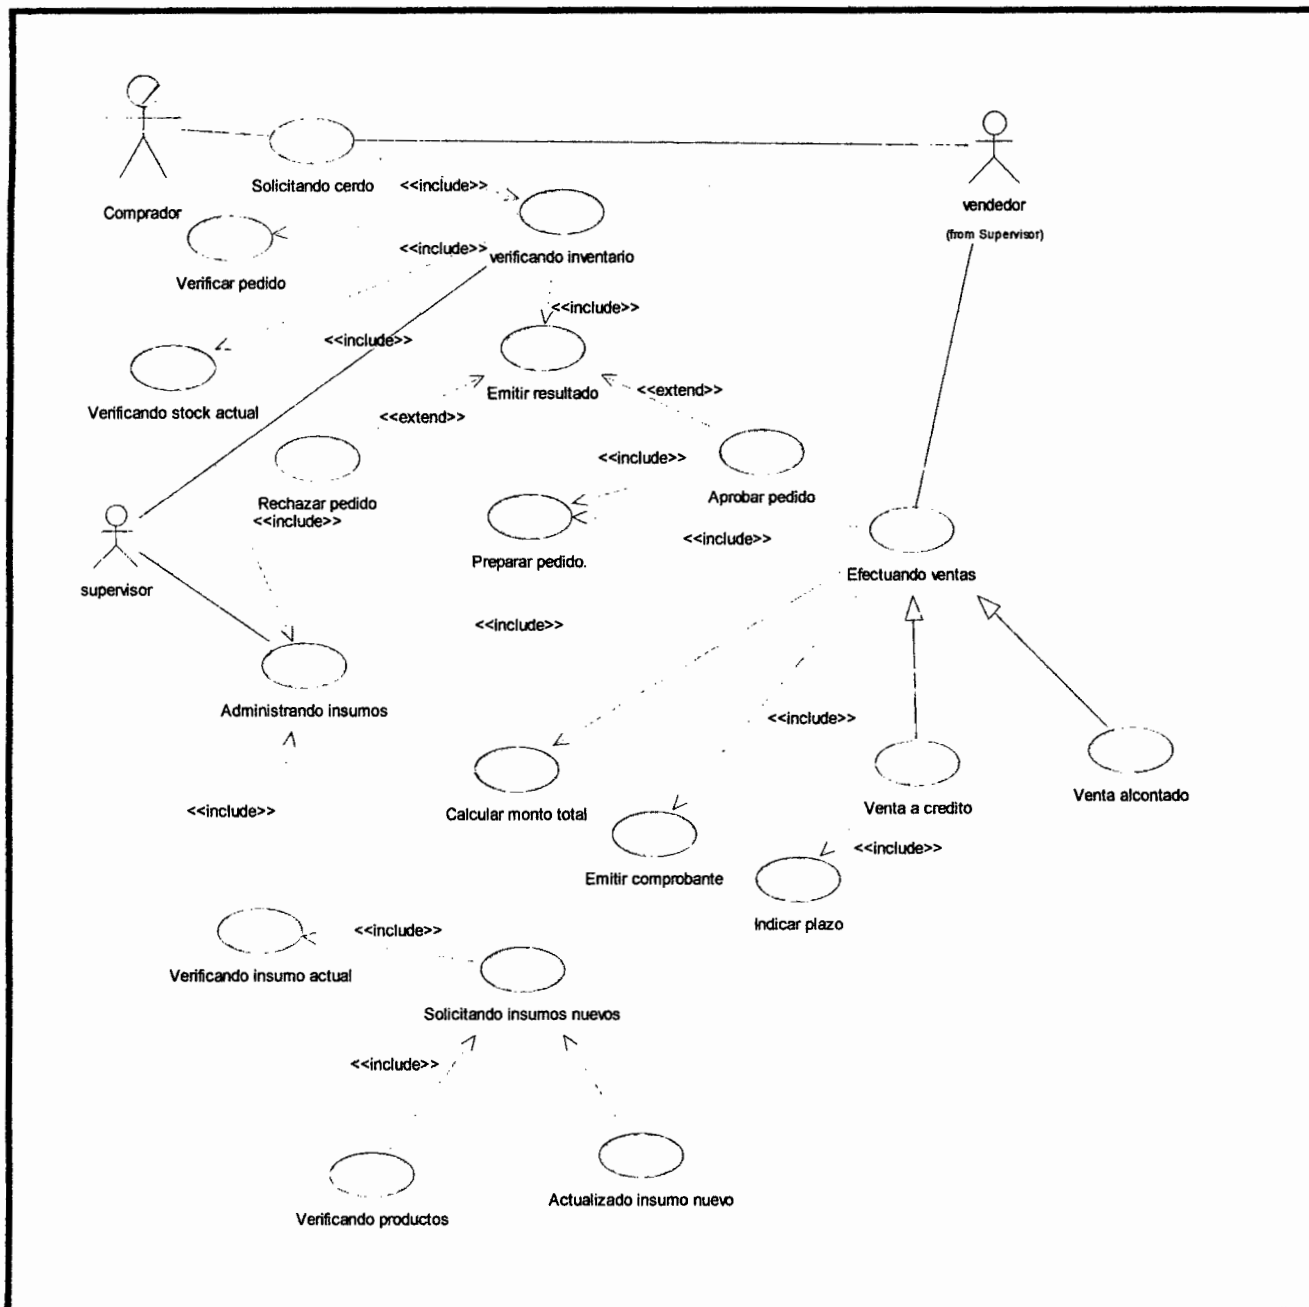 Solicitando cerdo
<<include>>
Comprador
vendedor
(from Supervisor)
<<include>>
verificando inventario
Verificar pedido
<<include>>
<<include>>
Emitir resultado
<<extend>>
Verificando stock actual
<<extend>>
<<include>>
Rechazar pedido
Aprobar pedido
<<include>>
<<include>>
Preparar pedido.
Efectuando ventas
supervisor
<<include>>
Administrando insumos
<<include>>
Venta alcontado
<<include>>
Calcular monto total
Venta a credito
<<include>>
Emitir comprobante
Indicar plazo
<<include>>
Verificando insumo actual
Solicitando insumos nuevos
<<include>>
Actualizado insumo nuevo
Verificando productos